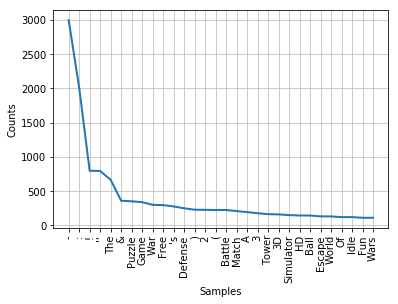 3000
2500
2000
1500
1000
500
0
Counts
-
:
!
"
The
&
Puzzle
Game
War
Free
's
Defense
)
2
(
Battle
Match
A
3
Tower
3D
Simulator
HD
Ball
Escape
World
Of
Idle
Fun
Wars
Samples